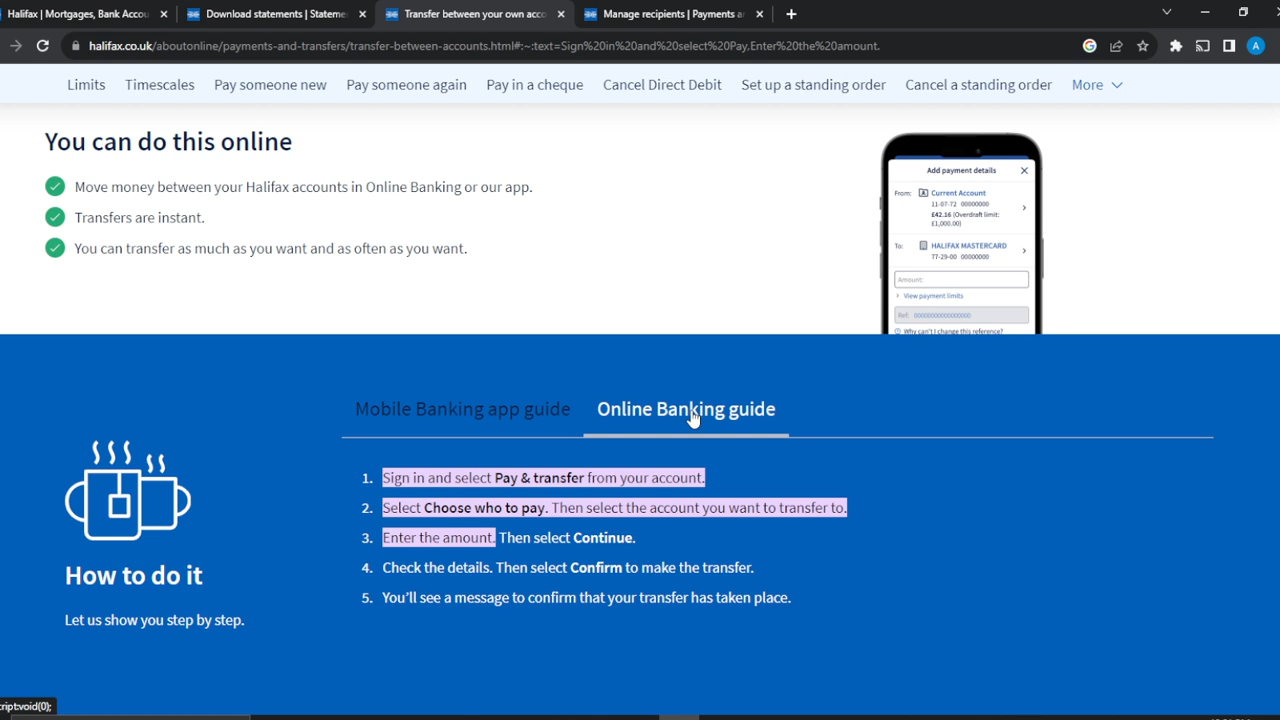 Halifax | Mortgages, Bank Accou
Download statements | Stateme
Transfer between your own acco
Manage recipients | Payments a
halifax.co.uk/aboutonline/payments-and-transfers/transfer-between-accounts.html#:~:text=Sign%20in%20and%20select%20Pay,Enter%20the%20amount.
A
Limits Timescales Pay someone new Pay someone again Pay in a cheque Cancel Direct Debit Set up a standing order Cancel a standing order More
You can do this online
Move money between your Halifax accounts in Online Banking or our app.
Transfers are instant.
You can transfer as much as you want and as often as you want.
Add payment details
From: Current Account
11-07-72 00000000
£42.16 (Overdraft limit:
£1,000.00)
To: HALIFAX MASTERCARD
77-29-00 00000000
Amount:
View payment limits
Ref: 0000000000000000
Why can't I change this reference?
Mobile Banking app guide
Online Banking guide
1. Sign in and select Pay & transfer from your account.
2. Select Choose who to pay. Then select the account you want to transfer to.
3. Enter the amount. Then select Continue.
4. Check the details. Then select Confirm to make the transfer.
5. You'll see a message to confirm that your transfer has taken place.
How to do it
Let us show you step by step.
cript:void(0);